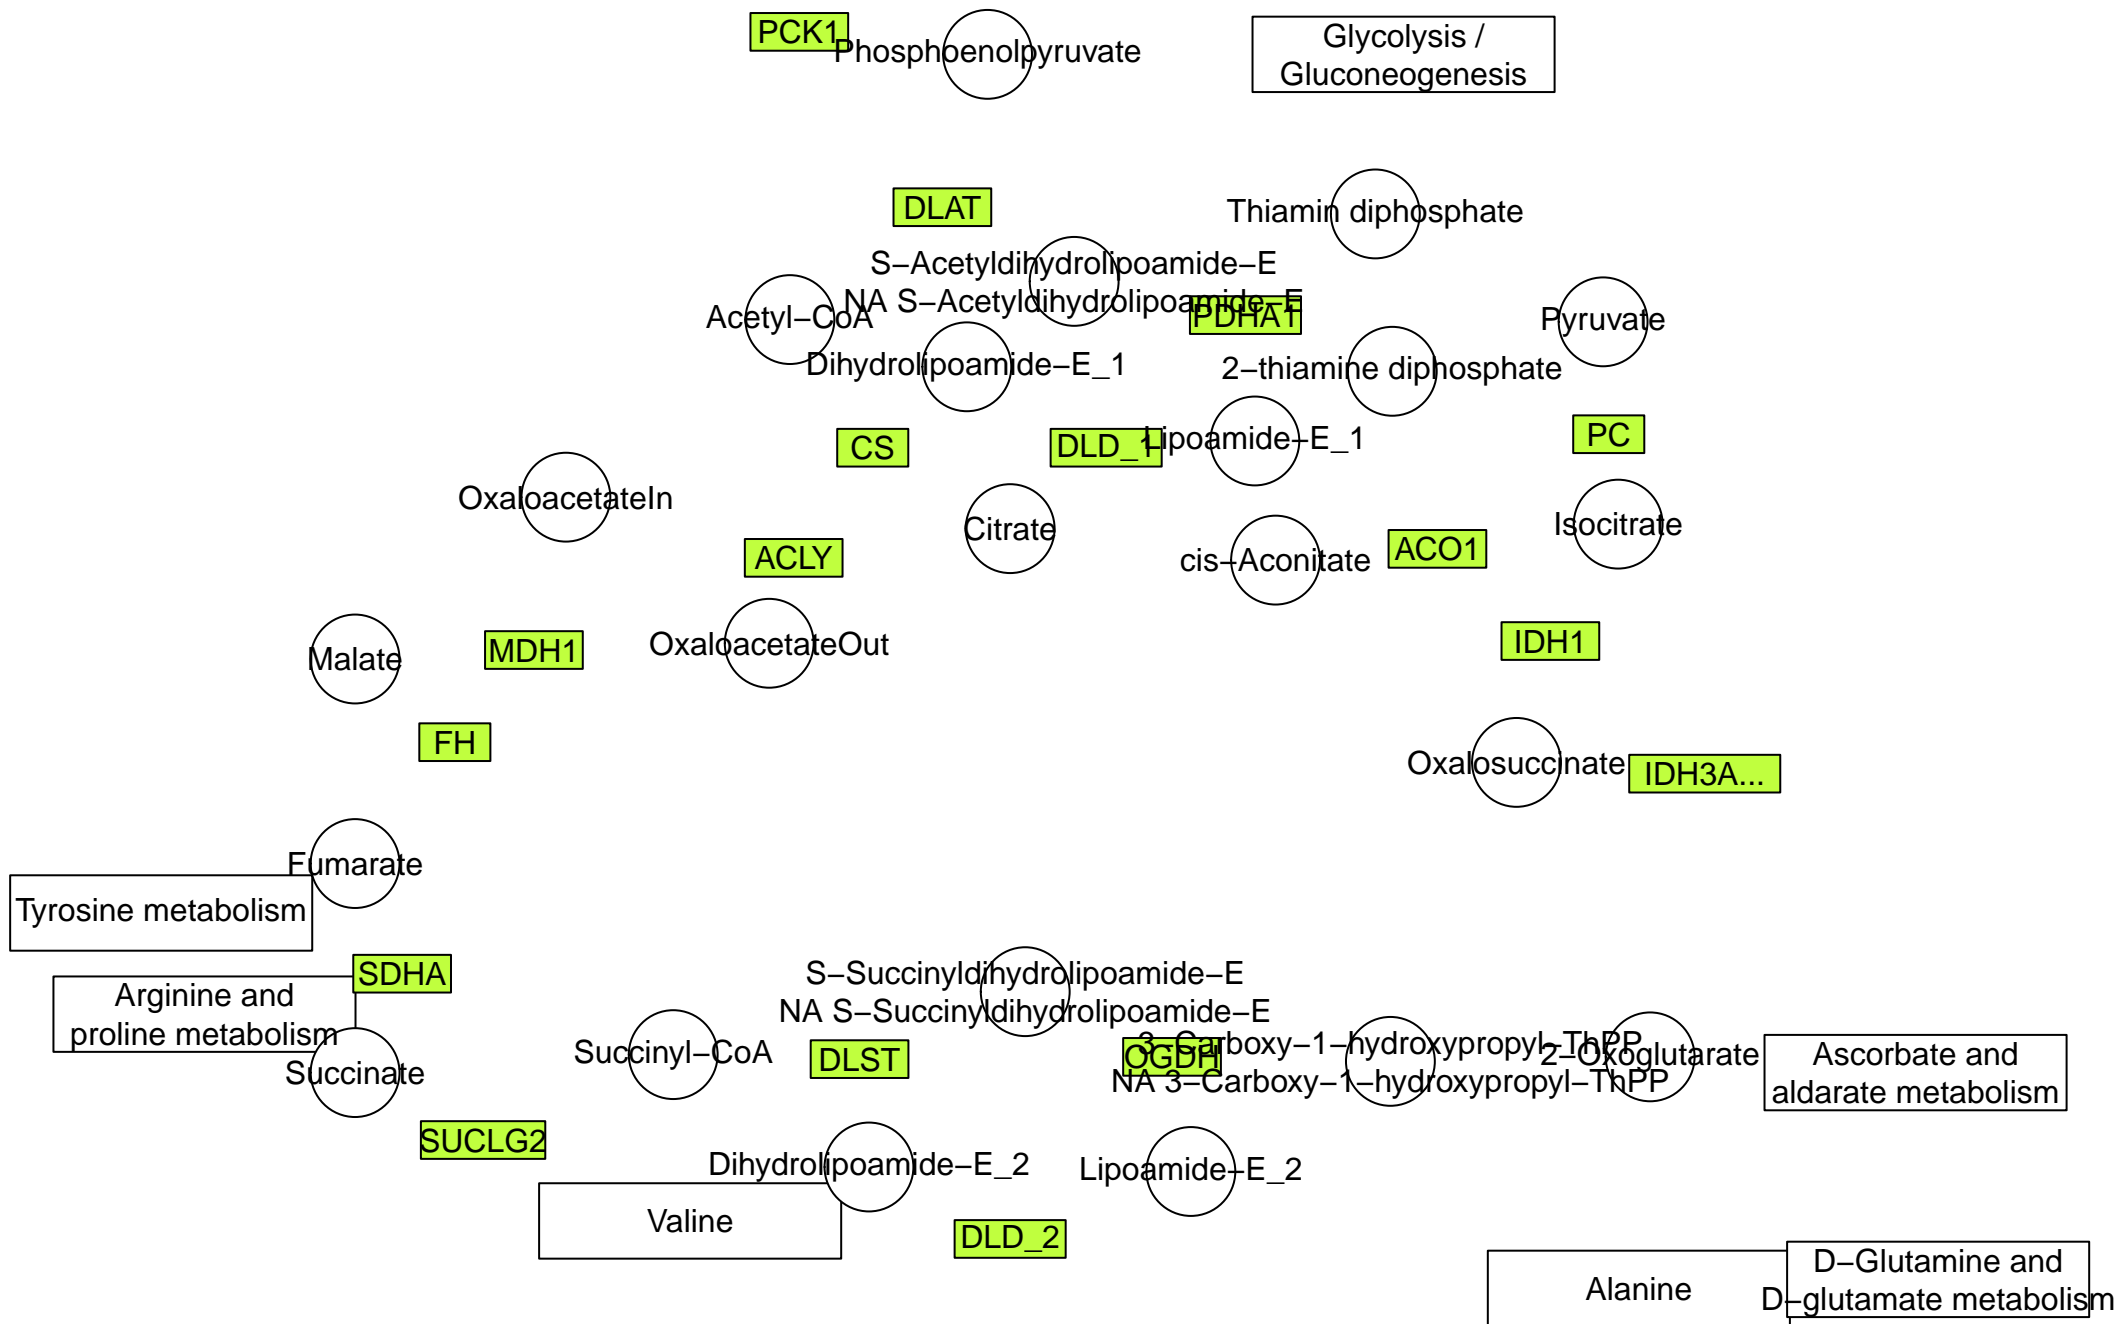 PCK1
Phosphoenolpyruvate
Glycolysis /
Gluconeogenesis
DLAT
Thiamin diphosphate
S−Acetyldihydrolipoamide−E
NA S−Acetyldihydrolipoamide−E
Acetyl−CoA
PDHA1
Pyruvate
Dihydrolipoamide−E_1
2−thiamine diphosphate
CS
DLD_1
Lipoamide−E_1
PC
OxaloacetateIn
Citrate
Isocitrate
ACLY
cis−Aconitate
ACO1
MDH1
OxaloacetateOut
IDH1
Malate
FH
Oxalosuccinate
IDH3A...
Fumarate
Tyrosine metabolism
SDHA
S−Succinyldihydrolipoamide−E
NA S−Succinyldihydrolipoamide−E
Arginine and
proline metabolism
Succinate
Succinyl−CoA
DLST
OGDH
3−Carboxy−1−hydroxypropyl−ThPP
NA 3−Carboxy−1−hydroxypropyl−ThPP
2−Oxoglutarate
Ascorbate and
aldarate metabolism
SUCLG2
Dihydrolipoamide−E_2
Lipoamide−E_2
Valine
DLD_2
Alanine
D−Glutamine and
D−glutamate metabolism